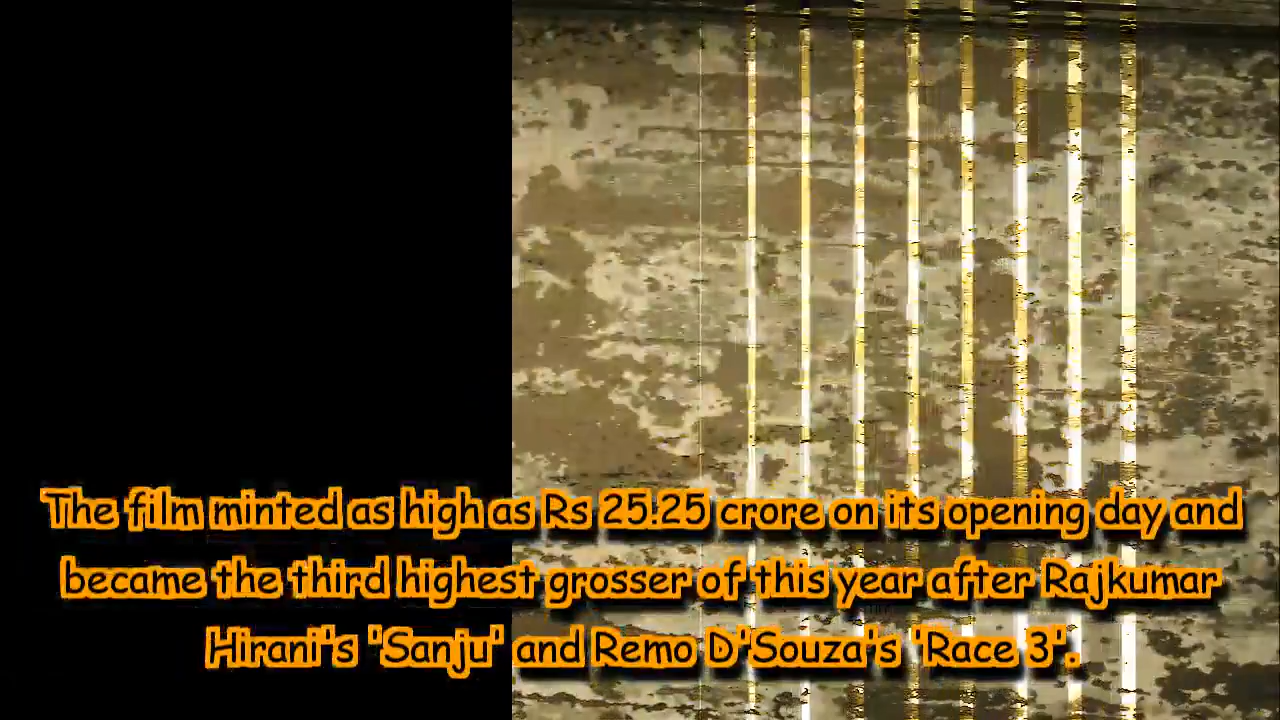 The film minted as high as Rs 25.25 crore on its opening day and
became the third highest grosser of this year after Rajkumar
Hirani's 'Sanju' and Remo D'Souza's 'Race 3'.